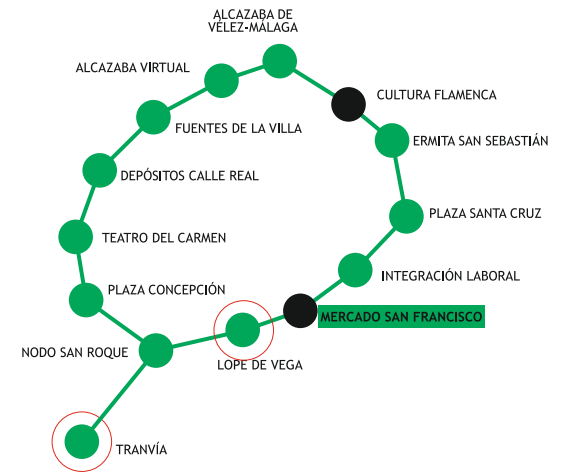 ALCAZABA DE
VÉLEZ-MÁLAGA
ALCAZABA VIRTUAL
CULTURA FLAMENCA
FUENTES DE LA VILLA
ERMITA SAN SEBASTIÁN
DEPÓSITOS CALLE REAL
PLAZA SANTA CRUZ
TEATRO DEL CARMEN
INTEGRACIÓN LABORAL
PLAZA CONCEPCIÓN
MERCADO SAN FRANCISCO
NODO SAN ROQUE
LOPE DE VEGA
TRANVÍA